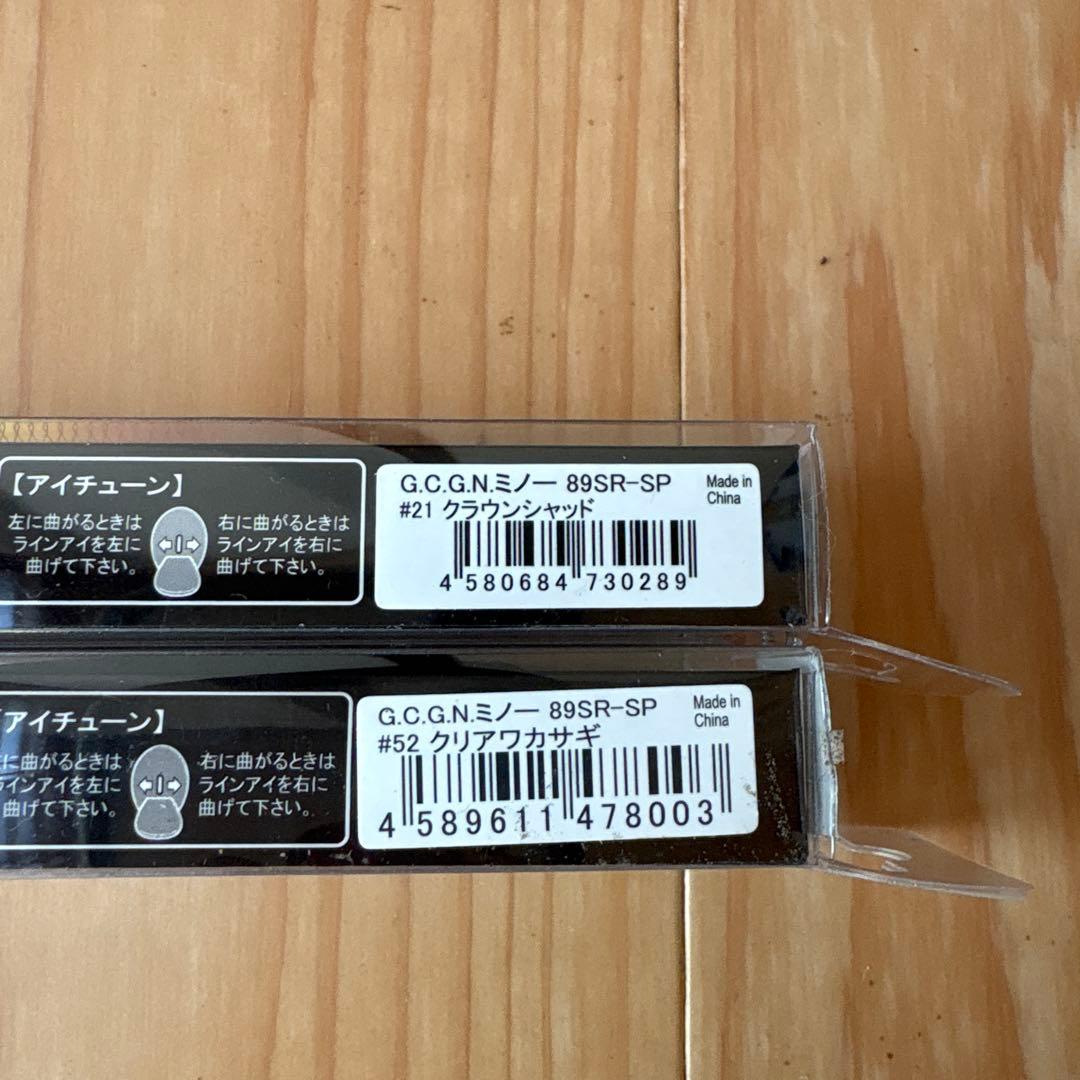 【アイチューン】
左に曲がるときは
ラインアイを左に
曲げて下さい。
右に曲がるときは
ラインアイを右に
曲げて下さい。
G.C.G.N.ミノー 89SR-SP
#21 クラウンシャッド
Made in
China
4 580684 730289
アイチューン】
に曲がるときは
ラインアイを左に
曲げて下さい。
右に曲がるときは
ラインアイを右に
曲げて下さい。
G.C.G.N.ミノー 89SR-SP
#52 クリアワカサギ
Made in
China
4 589611 478003